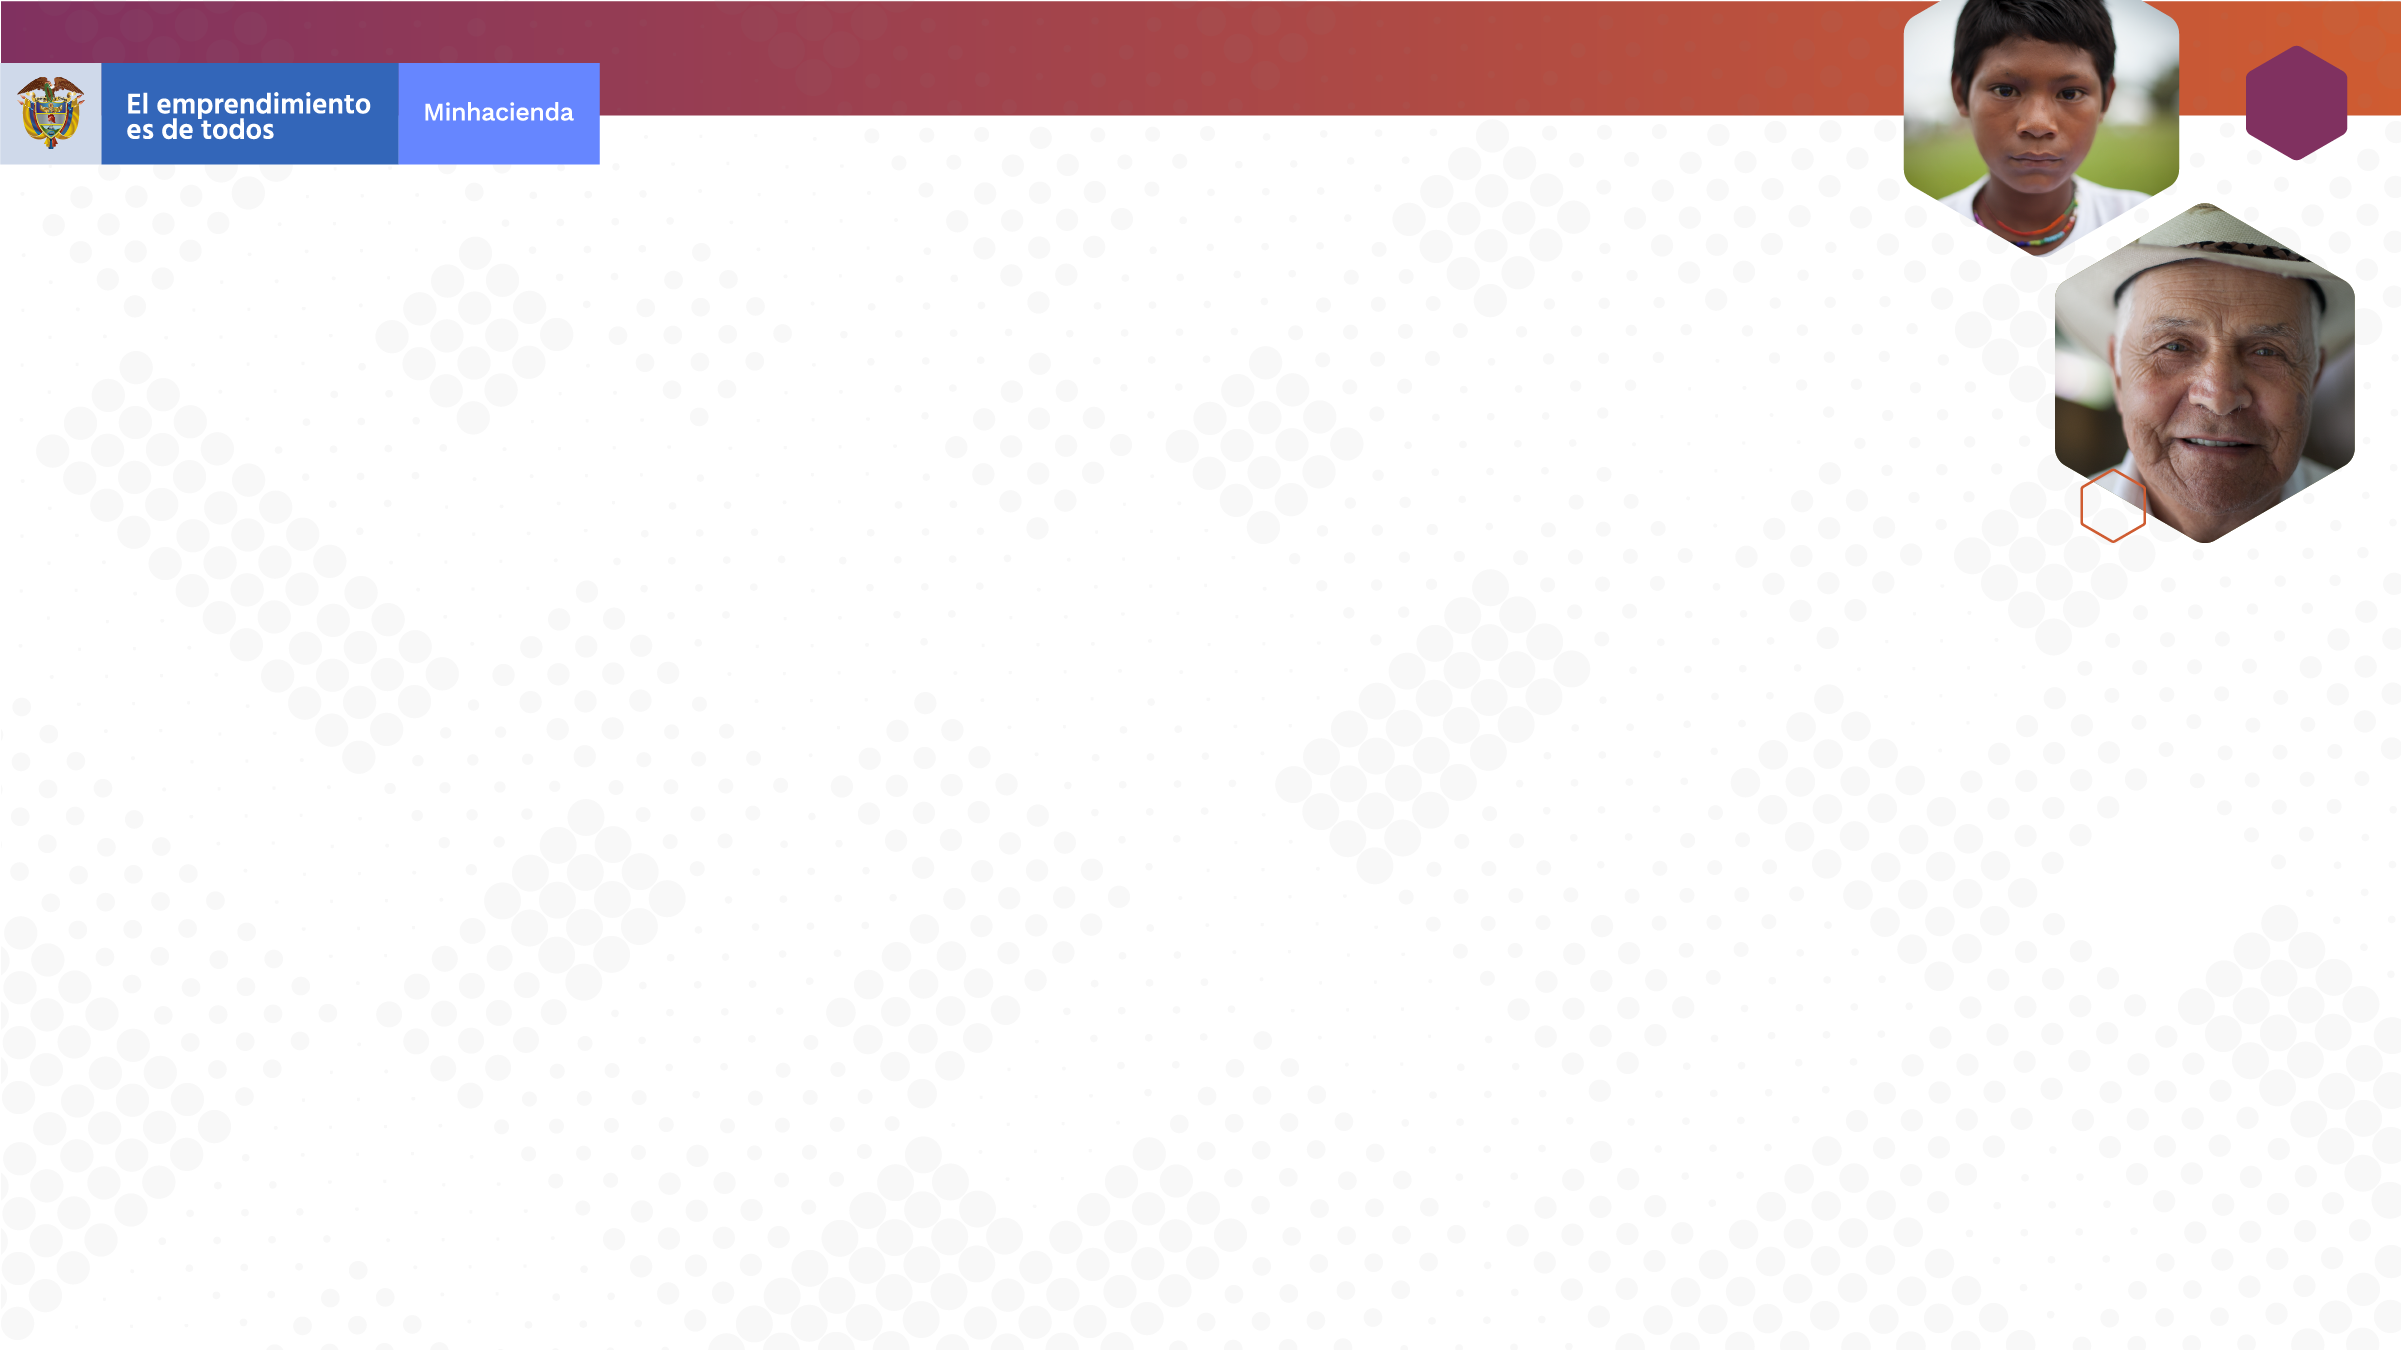 El emprendimiento
es de todos
Minhacienda